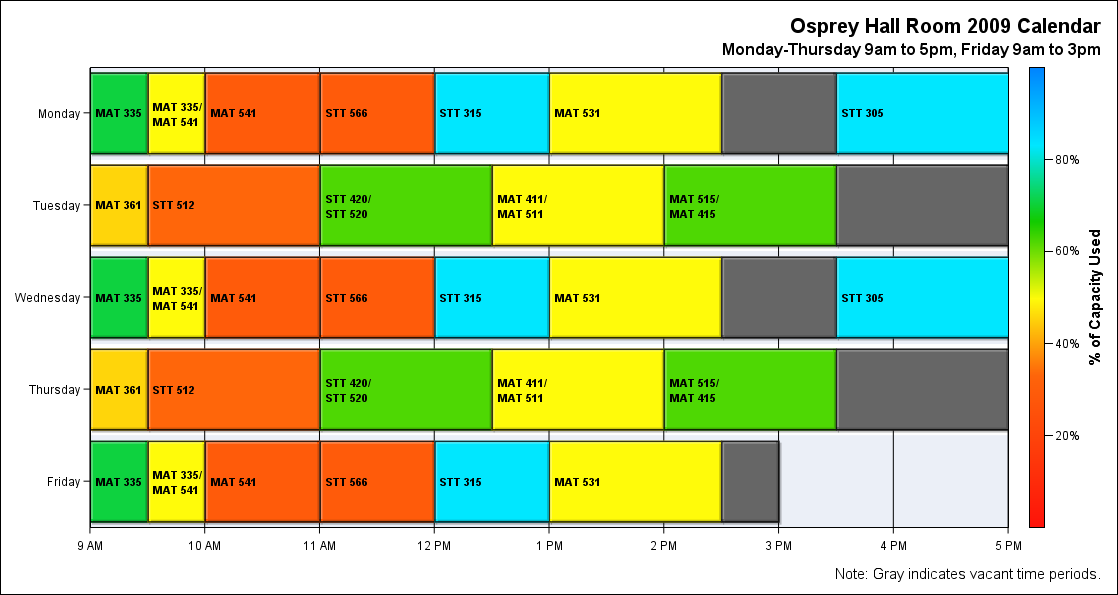 Osprey Hall Room 2009 Calendar
Monday-Thursday 9am to 5pm, Friday 9am to 3pm
Monday
MAT 335
MAT 335/
MAT 541
MAT 541
STT 566
STT 315
MAT 531
STT 305
Tuesday
MAT 361
STT 512
STT 420/
STT 520
MAT 411/
MAT 511
MAT 515/
MAT 415
Wednesday
MAT 335
MAT 335/
MAT 541
MAT 541
STT 566
STT 315
MAT 531
STT 305
Thursday
MAT 361
STT 512
STT 420/
STT 520
MAT 411/
MAT 511
MAT 515/
MAT 415
Friday
MAT 335
MAT 335/
MAT 541
MAT 541
STT 566
STT 315
MAT 531
9 AM
10 AM
11 AM
12 PM
1 PM
2 PM
3 PM
4 PM
5 PM
80%
60%
40%
20%
% of Capacity Used
Note: Gray indicates vacant time periods.